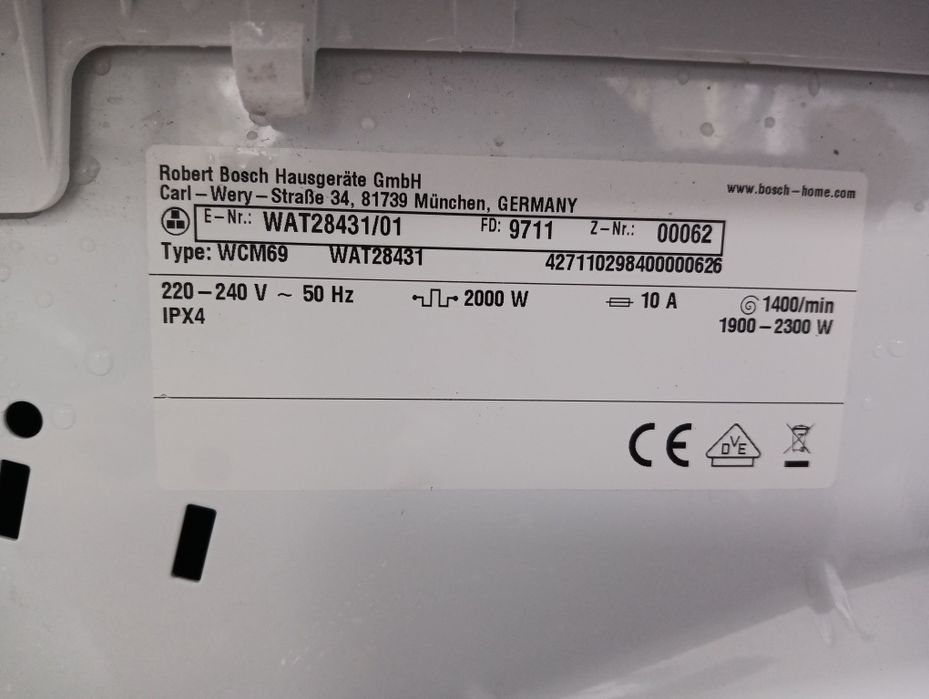 Robert Bosch Hausgeräte GmbH
Carl–Wery–Straße 34, 81739 München, GERMANY
www.bosch–home.com
E–Nr.: WAT28431/01 FD: 9711 Z–Nr.: 00062
Type: WCM69 WAT28431 427110298400000626
220–240 V ~ 50 Hz 2000 W 10 A 1400/min
IPX4 1900–2300 W
CE DVE